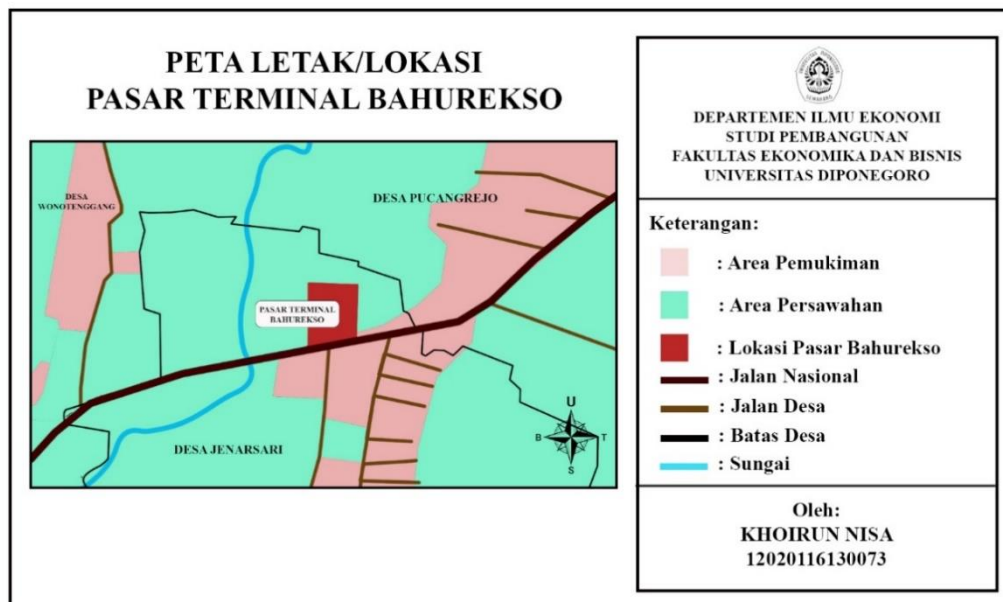 PETA LETAK/LOKASI
PASAR TERMINAL BAHUREKSO
DESA
WONOTENGGANG
DESA PUCANGREJO
PASAR TERMINAL
BAHUREKSO
DESA JENARSARI
U
B
T
S
DEPARTEMEN ILMU EKONOMI
STUDI PEMBANGUNAN
FAKULTAS EKONOMIKA DAN BISNIS
UNIVERSITAS DIPONEGORO
Keterangan:
: Area Pemukiman
: Area Persawahan
: Lokasi Pasar Bahurekso
: Jalan Nasional
: Jalan Desa
: Batas Desa
: Sungai
Oleh:
KHOIRUN NISA
12020116130073